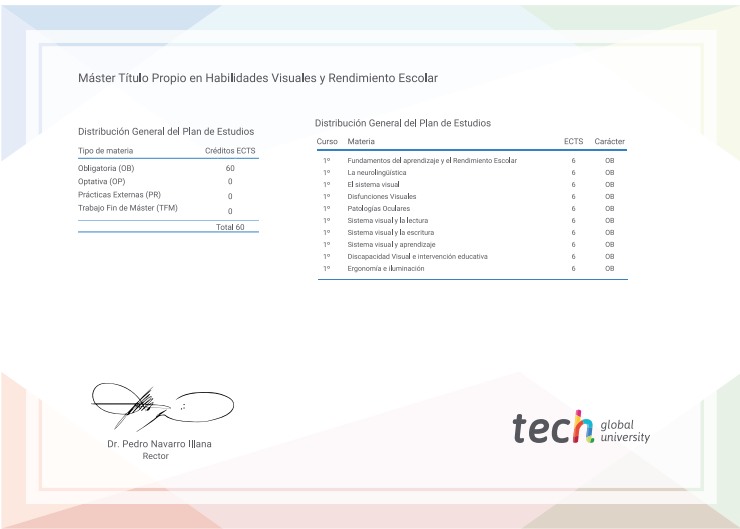 Máster Título Propio en Habilidades Visuales y Rendimiento Escolar
Distribución General del Plan de Estudios
Tipo de materia Créditos ECTS
Obligatoria (OB) 60
Optativa (OP) 0
Prácticas Externas (PR) 0
Trabajo Fin de Máster (TFM) 0
Total 60
Distribución General del Plan de Estudios
Curso Materia ECTS Carácter
1º Fundamentos del aprendizaje y el Rendimiento Escolar 6 OB
1º La neurolingüística 6 OB
1º El sistema visual 6 OB
1º Disfunciones Visuales 6 OB
1º Patologías Oculares 6 OB
1º Sistema visual y la lectura 6 OB
1º Sistema visual y la escritura 6 OB
1º Sistema visual y aprendizaje 6 OB
1º Discapacidad Visual e intervención educativa 6 OB
1º Ergonomía e iluminación 6 OB
Dr. Pedro Navarro Illana
Rector
tech global
university